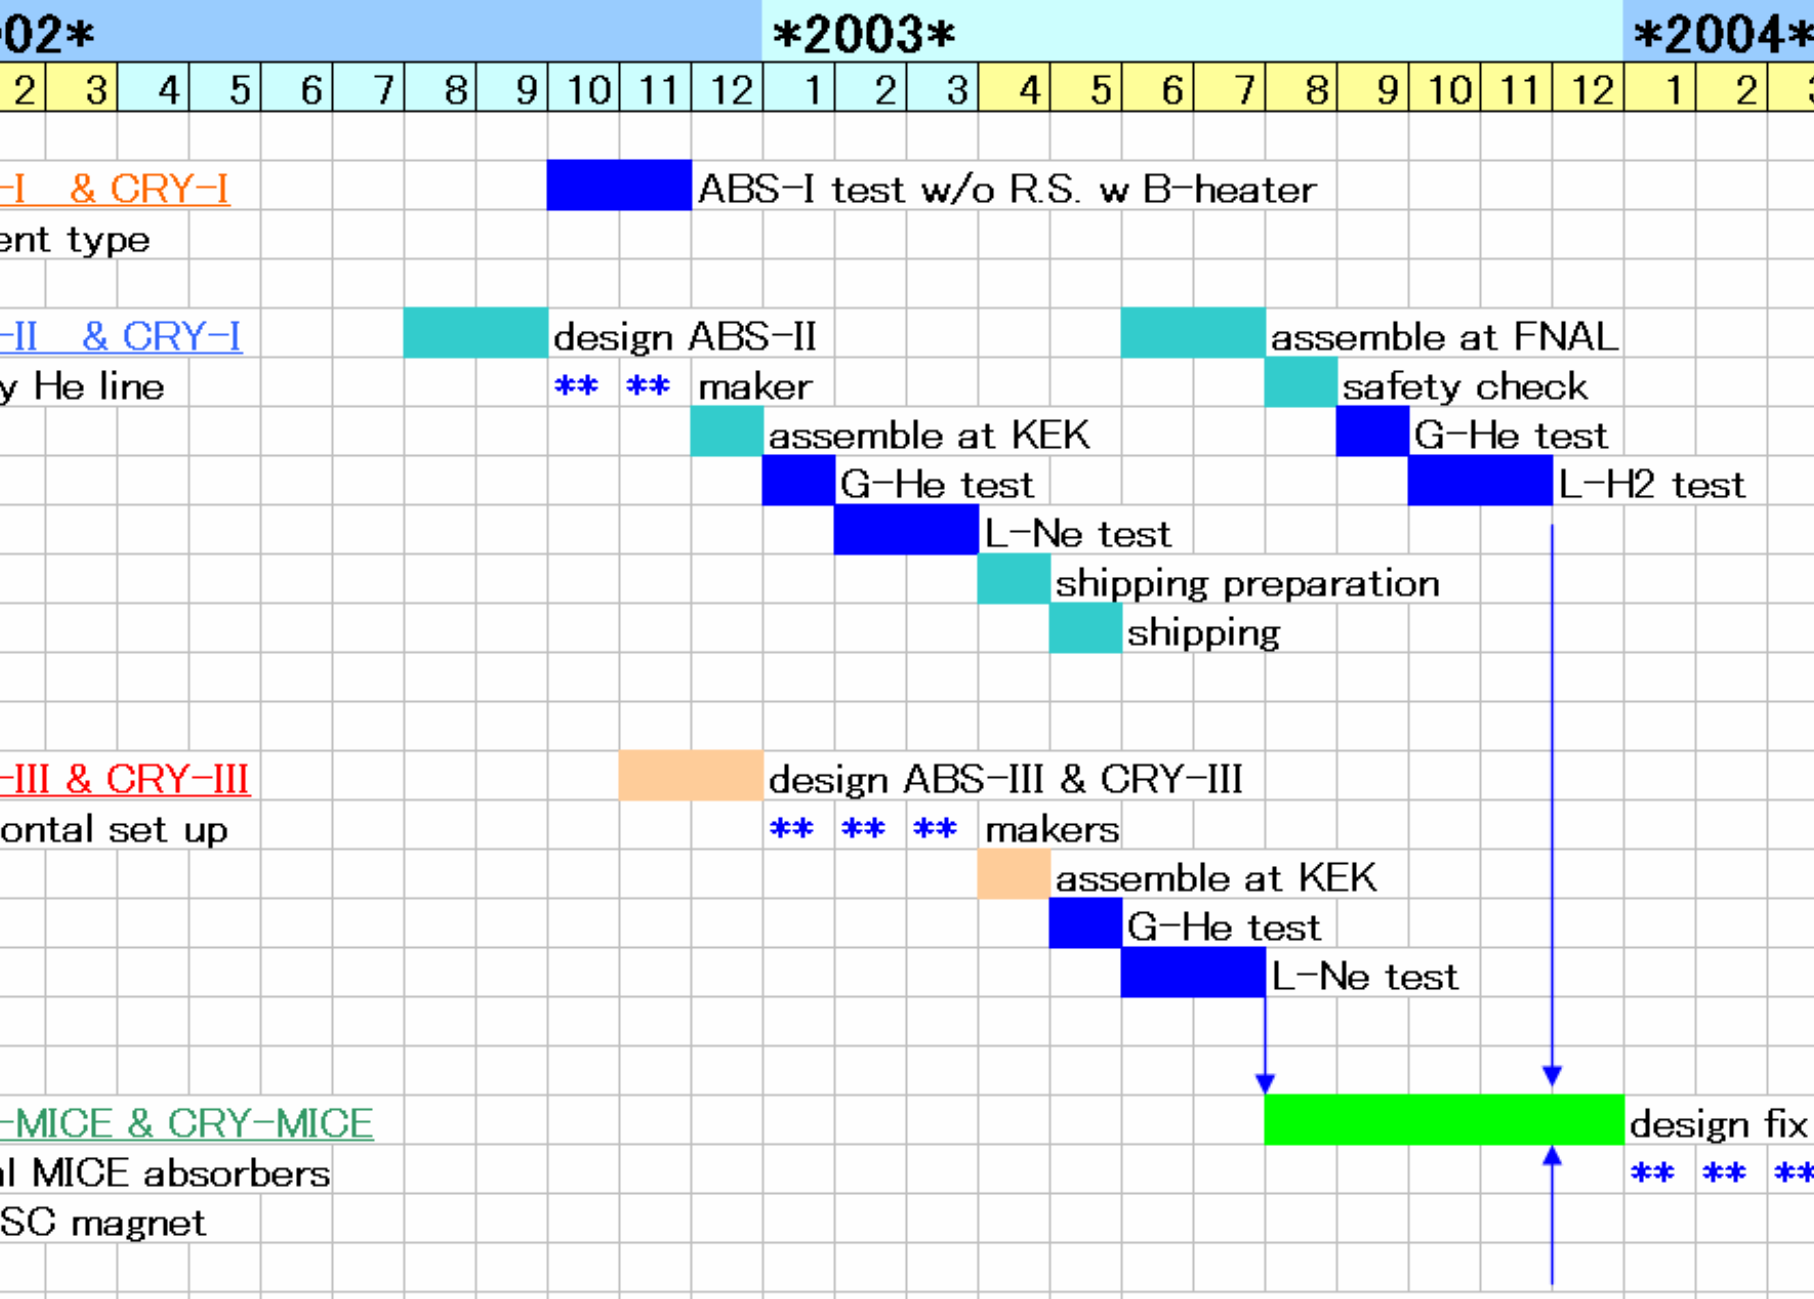 02* *2003* *2004*
2 3 4 5 6 7 8 9 10 11 12 1 2 3 4 5 6 7 8 9 10 11 12 1 2
-I & CRY-I ABS-I test w/o R.S. w B-heater
ent type
-II & CRY-I design ABS-II assemble at FNAL
y He line ** ** maker safety check
assemble at KEK G-He test
G-He test L-H2 test
L-Ne test
shipping preparation
shipping
-III & CRY-III design ABS-III & CRY-III
ontal set up ** ** ** makers
assemble at KEK
G-He test
L-Ne test
-MICE & CRY-MICE design fix
al MICE absorbers ** ** **
SC magnet